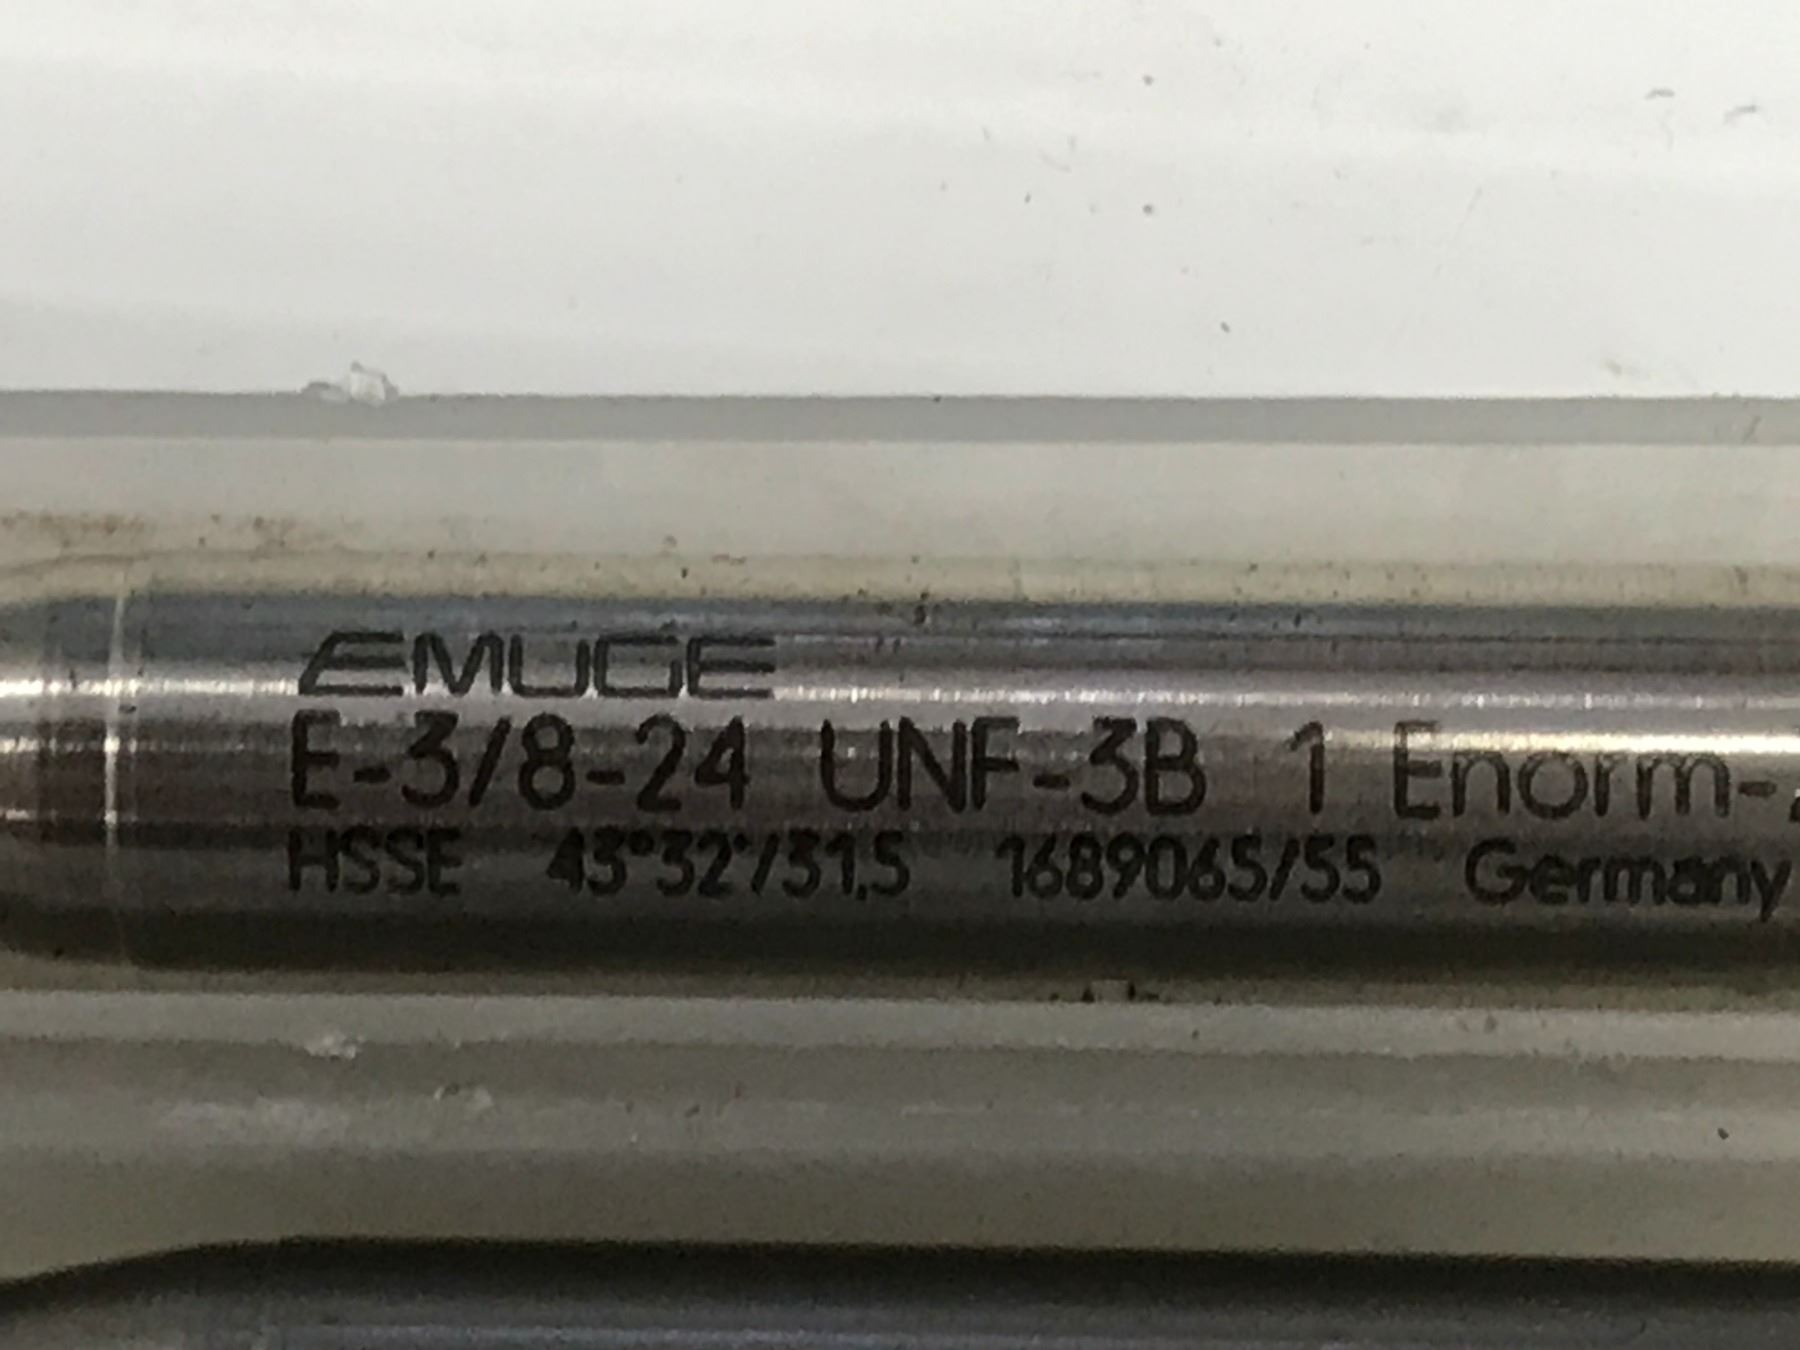 EMUGE
E-3/8-24 UNF-3B 1 Enorm-
HSSE 43°32'/31,5 1689065/55 Germany